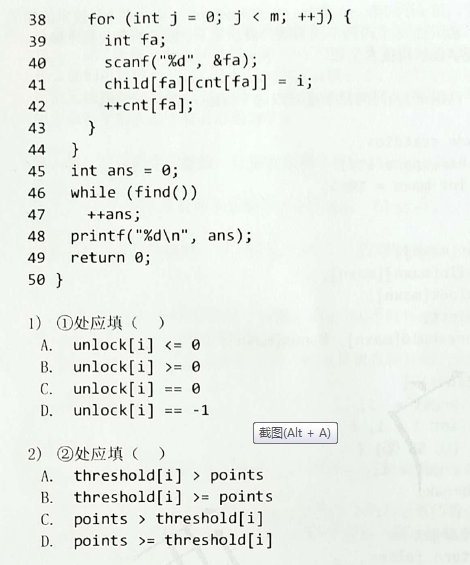 38 for (int j = 0; j < m; ++j) {
39 int fa;
40 scanf("%d", &fa);
41 child[fa][cnt[fa]] = i;
42 ++cnt[fa];
43 }
44 }
45 int ans = 0;
46 while (find())
47 ++ans;
48 printf("%d\n", ans);
49 return 0;
50 }
1) ①处应填（ ）
A. unlock[i] <= 0
B. unlock[i] >= 0
C. unlock[i] == 0
D. unlock[i] == -1
截图(Alt + A)
2) ②处应填（ ）
A. threshold[i] > points
B. threshold[i] >= points
C. points > threshold[i]
D. points >= threshold[i]